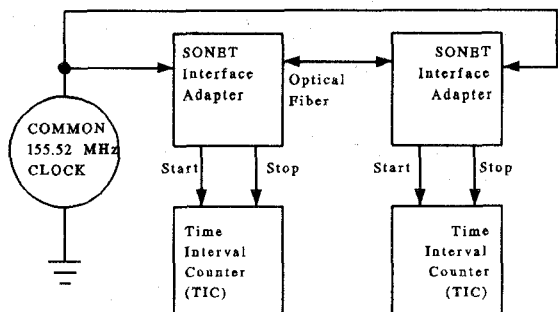 SONET
Interface
Adapter
Optical
Fiber
SONET
Interface
Adapter
COMMON
155.52 MHz
CLOCK
Start
Stop
Start
Stop
Time
Interval
Counter
(TIC)
Time
Interval
Counter
(TIC)